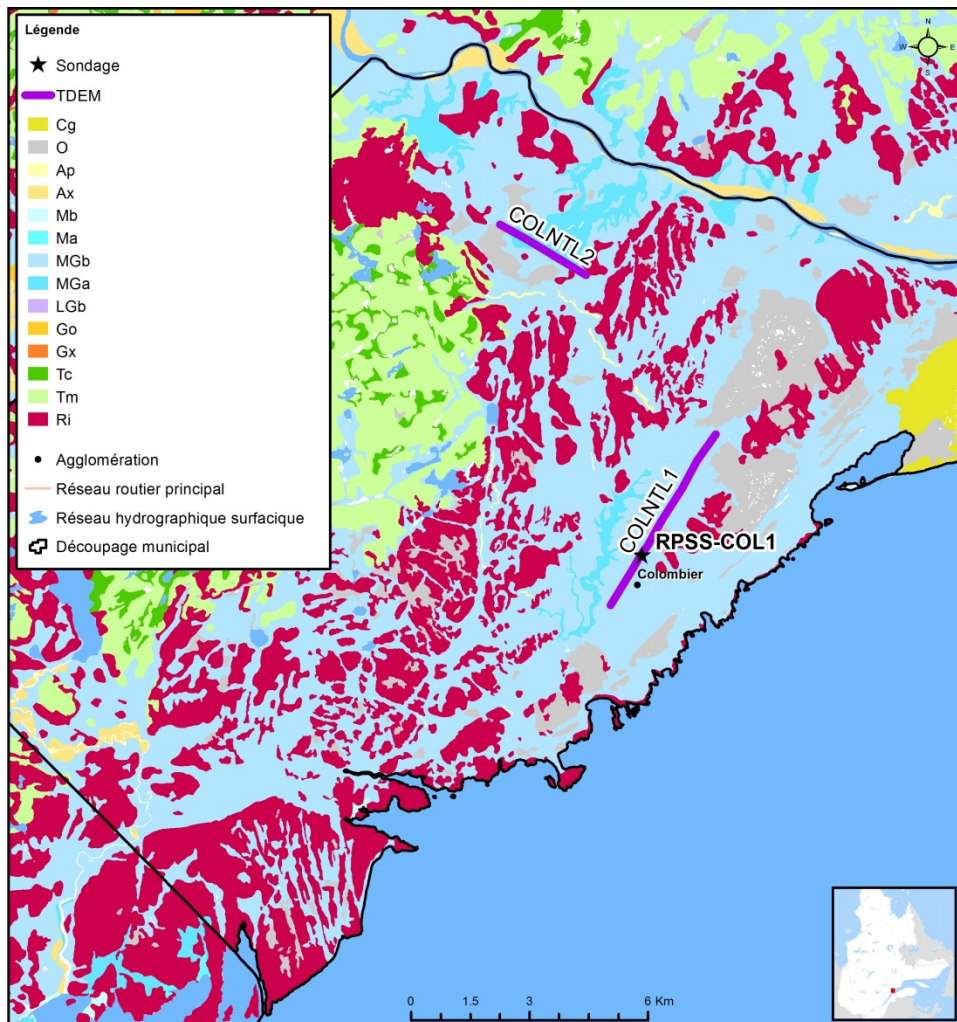 Légende
Sondage
TDEM
Cg
O
Ap
Ax
Mb
Ma
MGb
MGa
LGb
Go
Gx
Tc
Tm
Ri
Agglomération
Réseau routier principal
Réseau hydrographique surfacique
Découpage municipal
N
W E
S
COLNTL2
COLNTL1
RPSS-COL1
Colombier
0 1.5 3 6 Km